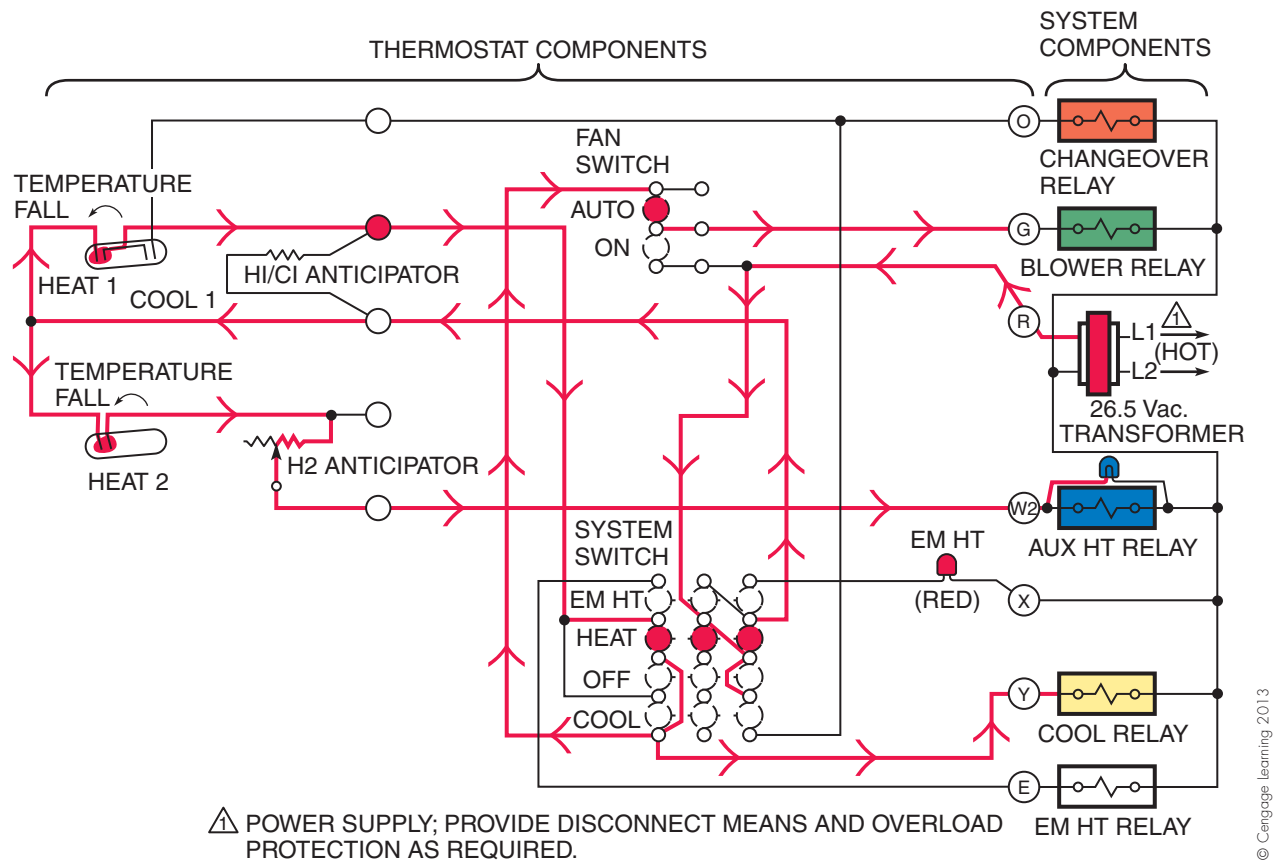 THERMOSTAT COMPONENTS
SYSTEM
COMPONENTS
O
CHANGEOVER
RELAY
FAN
SWITCH
AUTO
ON
TEMPERATURE
FALL
HEAT 1
HI/CI ANTICIPATOR
COOL 1
G
BLOWER RELAY
R
1
L1
(HOT)
L2
26.5 Vac.
TRANSFORMER
TEMPERATURE
FALL
HEAT 2
H2 ANTICIPATOR
W2
AUX HT RELAY
SYSTEM
SWITCH
EM HT
(RED)
X
EM HT
HEAT
OFF
COOL
Y
COOL RELAY
E
EM HT RELAY
1 POWER SUPPLY; PROVIDE DISCONNECT MEANS AND OVERLOAD
PROTECTION AS REQUIRED.
© Cengage Learning 2013